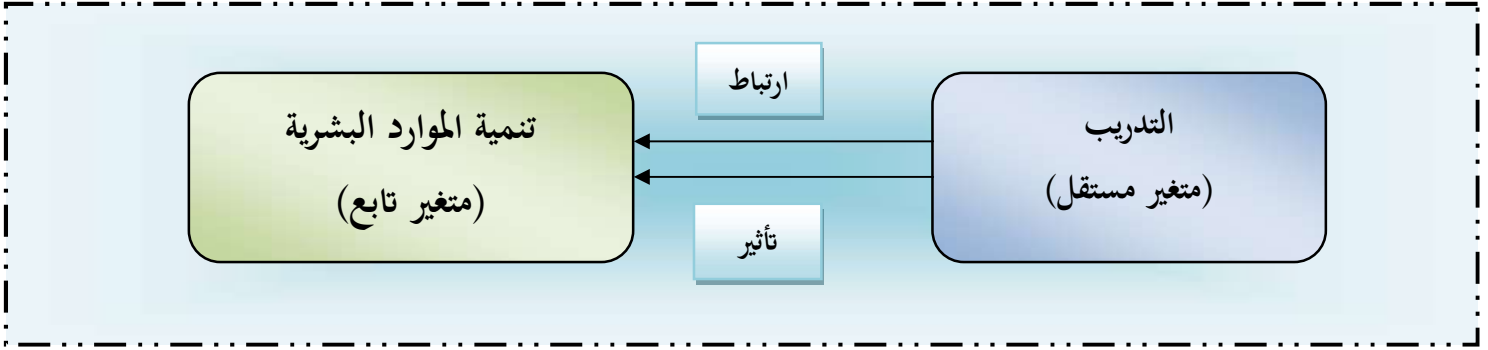 التدريب
(متغير مستقل)
ارتباط
تأثير
تنمية الموارد البشرية
(متغير تابع)